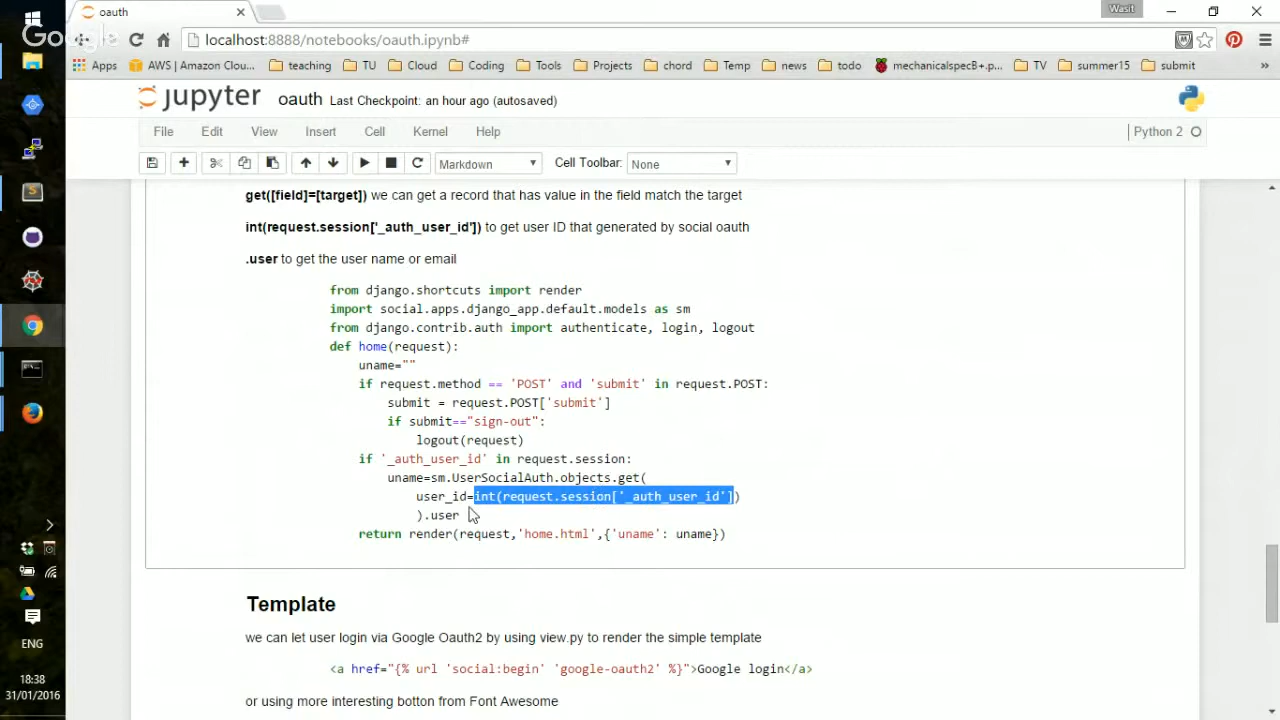 oauth
Wasit
Google
localhost:8888/notebooks/oauth.ipynb#
Apps AWS | Amazon Clou... teaching TU Cloud Coding Tools Projects chord Temp news todo mechanicalspecB+.p... TV summer15 submit »
jupyter oauth Last Checkpoint: an hour ago (autosaved)
File Edit View Insert Cell Kernel Help Python 2
Markdown Cell Toolbar: None
get([field]=[target]) we can get a record that has value in the field match the target
int(request.session['_auth_user_id']) to get user ID that generated by social oauth
.user to get the user name or email
from django.shortcuts import render
import social.apps.django_app.default.models as sm
from django.contrib.auth import authenticate, login, logout
def home(request):
uname=""
if request.method == 'POST' and 'submit' in request.POST:
submit = request.POST['submit']
if submit=="sign-out":
logout(request)
if '_auth_user_id' in request.session:
uname=sm.UserSocialAuth.objects.get(
user_id=int(request.session['_auth_user_id'])
).user
return render(request,'home.html',{'uname': uname})
Template
we can let user login via Google Oauth2 by using view.py to render the simple template
<a href="{% url 'social:begin' 'google-oauth2' %}">Google login</a>
or using more interesting botton from Font Awesome
ENG
18:38
31/01/2016